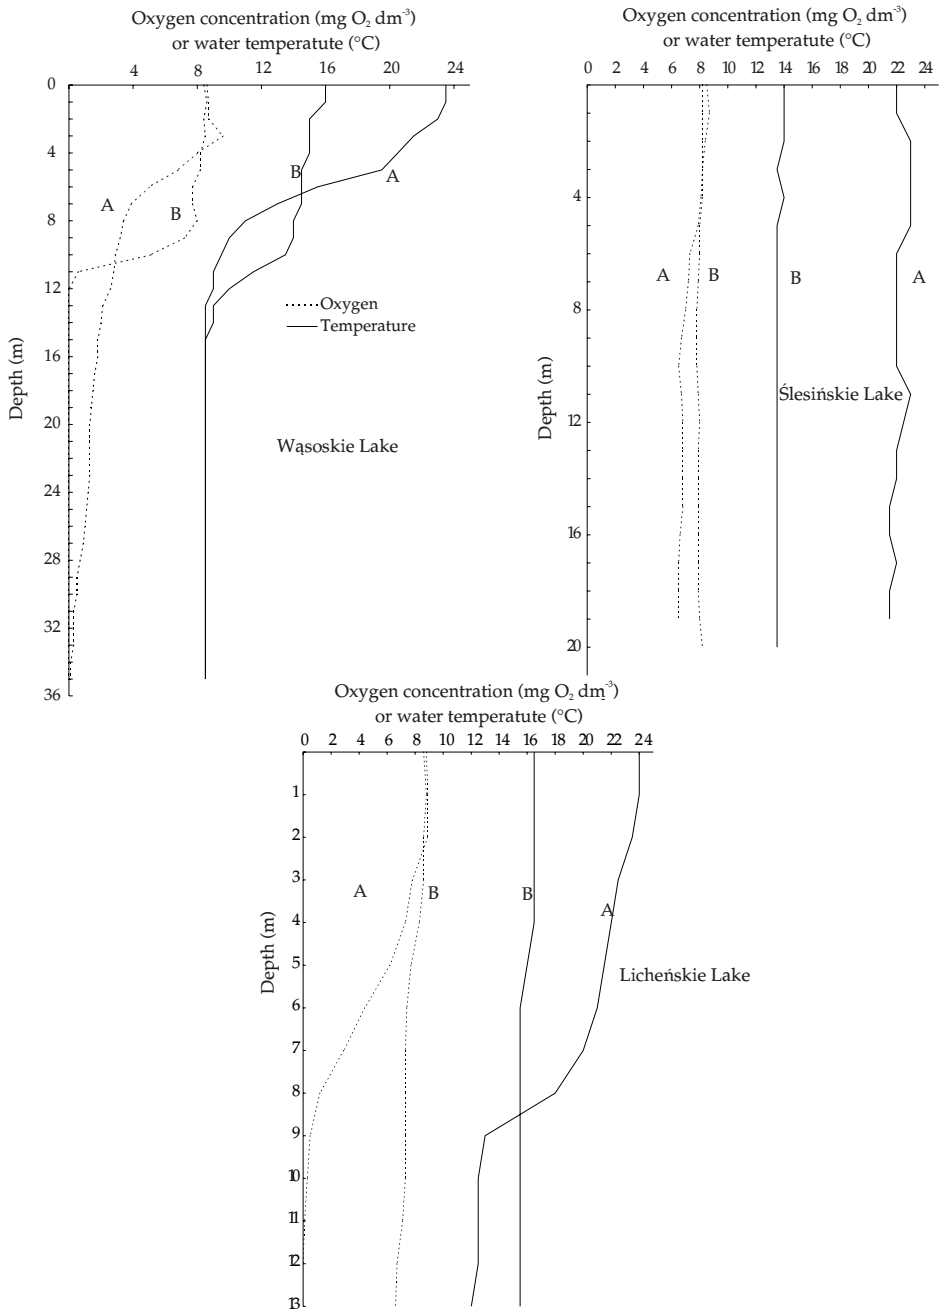 Oxygen concentration (mg O2 dm-3)
or water temperatute (°C)
4 8 12 16 20 24
0
4
8
12
16
20
24
28
32
36
Depth (m)
A
B
B
A
Oxygen
Temperature
Wąsoskie Lake
Oxygen concentration (mg O2 dm-3)
or water temperatute (°C)
0 2 4 6 8 10 12 14 16 18 20 22 24
4
8
12
16
20
Depth (m)
A B B A
Ślesińskie Lake
Oxygen concentration (mg O2 dm-3)
or water temperatute (°C)
0 2 4 6 8 10 12 14 16 18 20 22 24
1
2
3
4
5
6
7
8
9
10
11
12
13
Depth (m)
A B B A
Licheńskie Lake